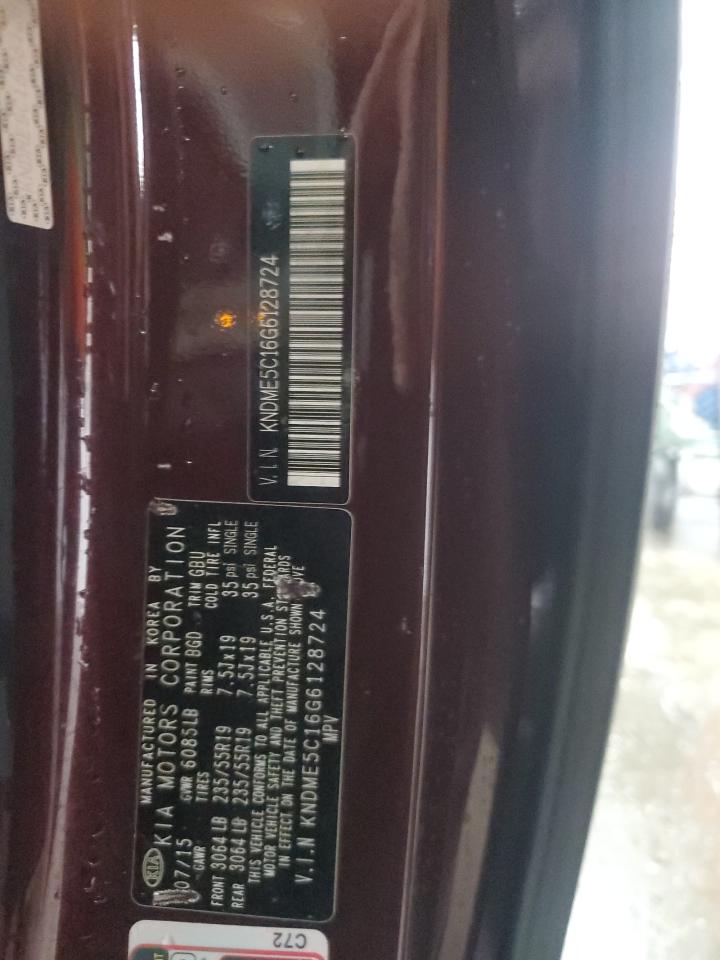 V.I.N. KNDME5C16G6128724
MANUFACTURED IN KOREA BY
KIA KIA MOTORS CORPORATION
07/15 GVWR 6085LB PAINT BGD TRIM GBU
GAWR TIRES RIMS COLD TIRE INFL
FRONT 3064LB 235/55R19 7.5Jx19 35psi SINGLE
REAR 3064LB 235/55R19 7.5Jx19 35psi SINGLE
THIS VEHICLE CONFORMS TO ALL APPLICABLE U.S.A. FEDERAL
MOTOR VEHICLE SAFETY AND THEFT PREVENTION
IN EFFECT ON THE DATE OF MANUFACTURE SHOWN
V.I.N KNDME5C16G6128724
MPV
C72